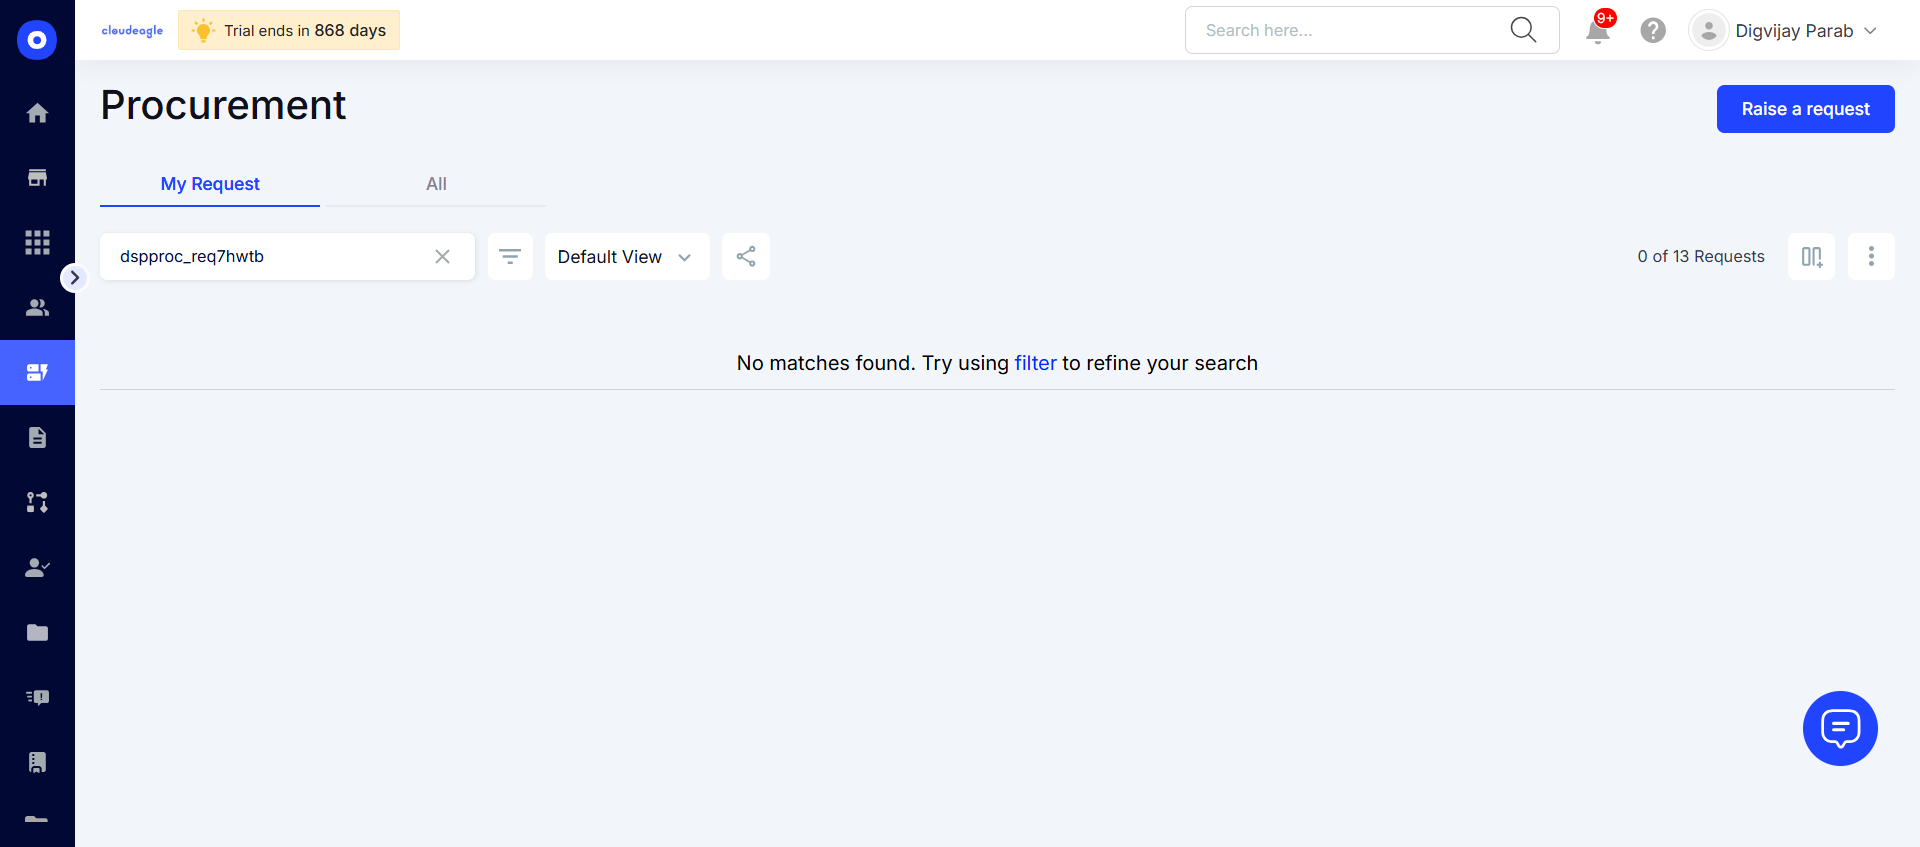 cloudeagle
Trial ends in 868 days
Search here...
9+
Digvijay Parab
Procurement
Raise a request
My Request
All
dspproc_req7hwtb
Default View
0 of 13 Requests
No matches found. Try using filter to refine your search